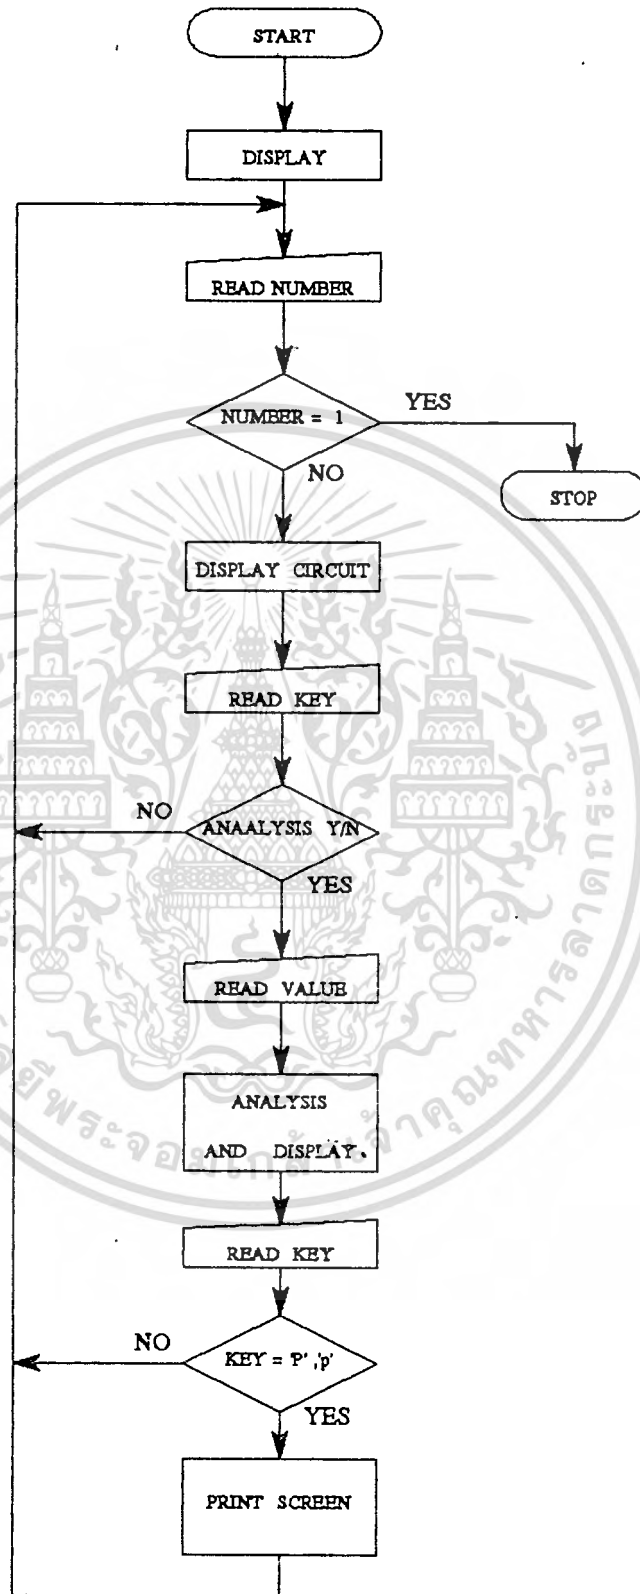 START
DISPLAY
READ NUMBER
NUMBER = 1
YES
NO
STOP
DISPLAY CIRCUIT
READ KEY
NO
ANAALYSIS Y/N
YES
READ VALUE
ANALYSIS
AND DISPLAY.
READ KEY
NO
KEY = 'P','p'
YES
PRINT SCREEN